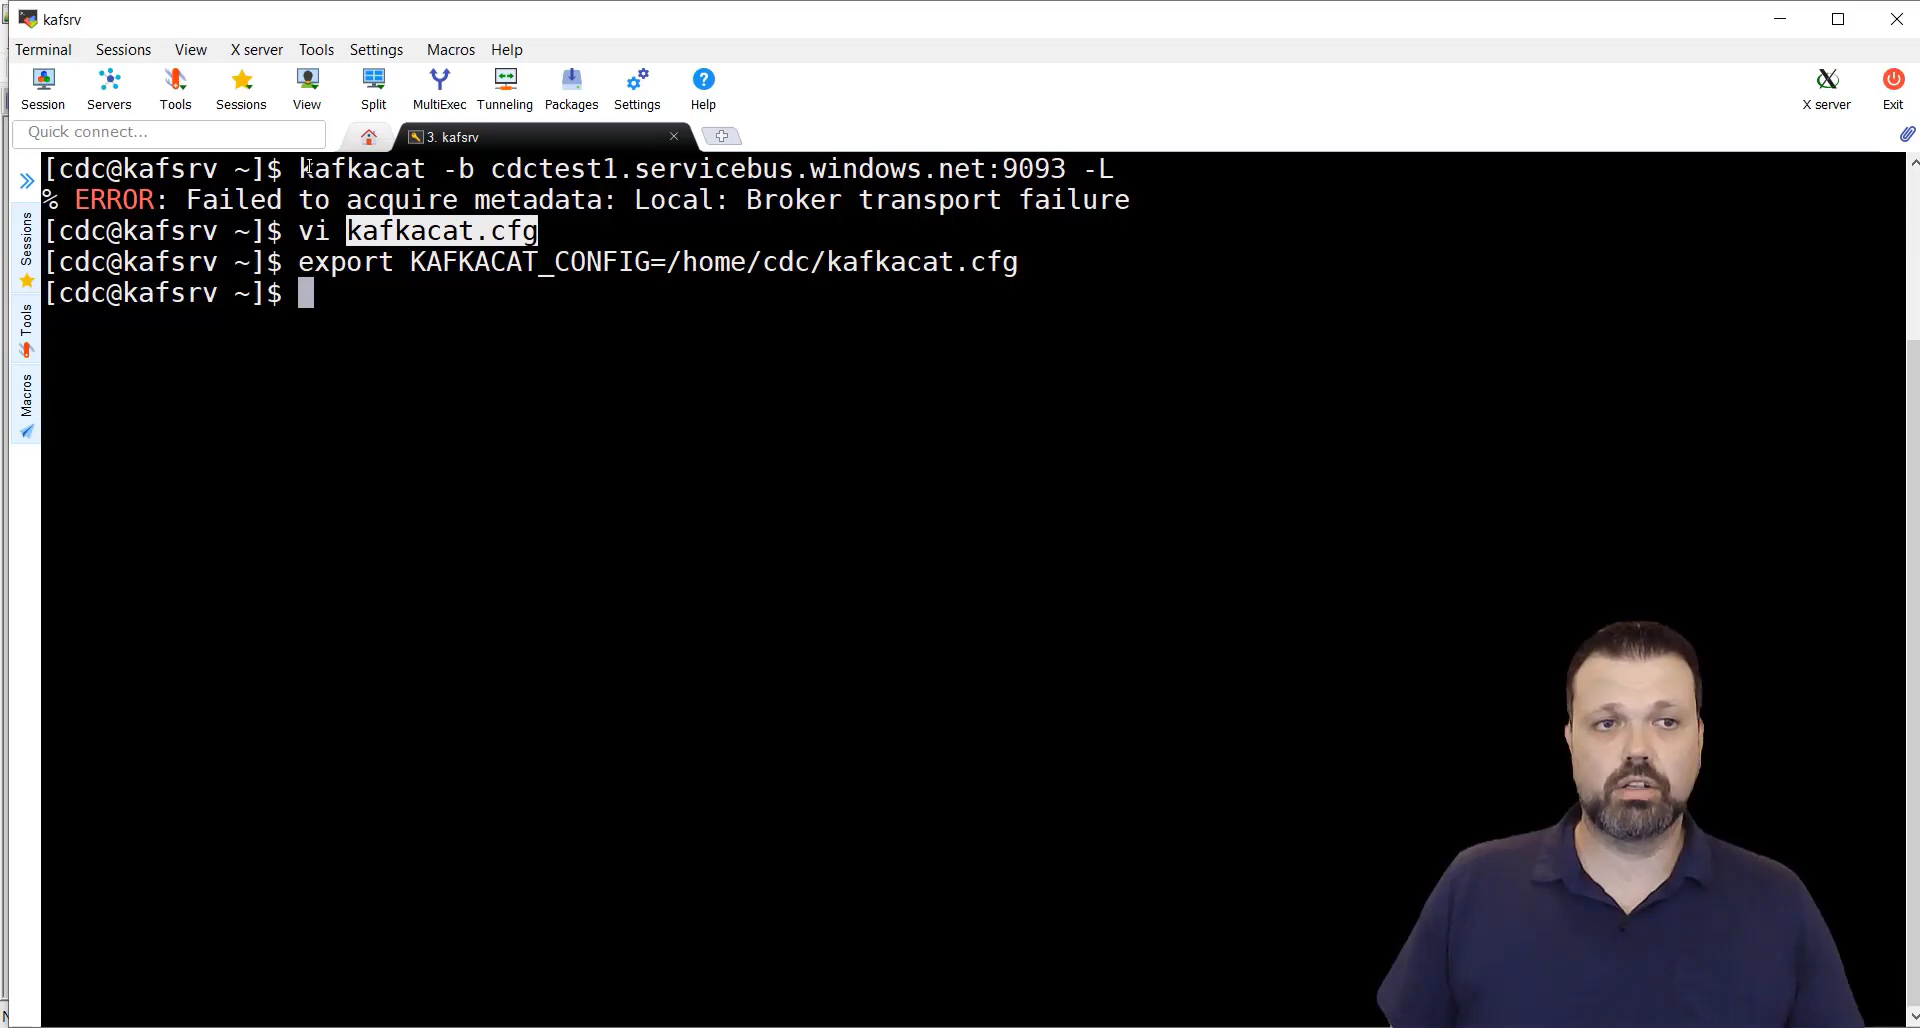 kafsrv
Terminal Sessions View X server Tools Settings Macros Help
Session Servers Tools Sessions View Split MultiExec Tunneling Packages Settings Help X server Exit
Quick connect...
3. kafsrv
[cdc@kafsrv ~]$ kafkacat -b cdctest1.servicebus.windows.net:9093 -L
% ERROR: Failed to acquire metadata: Local: Broker transport failure
[cdc@kafsrv ~]$ vi kafkacat.cfg
[cdc@kafsrv ~]$ export KAFKACAT_CONFIG=/home/cdc/kafkacat.cfg
[cdc@kafsrv ~]$
Sessions
Tools
Macros